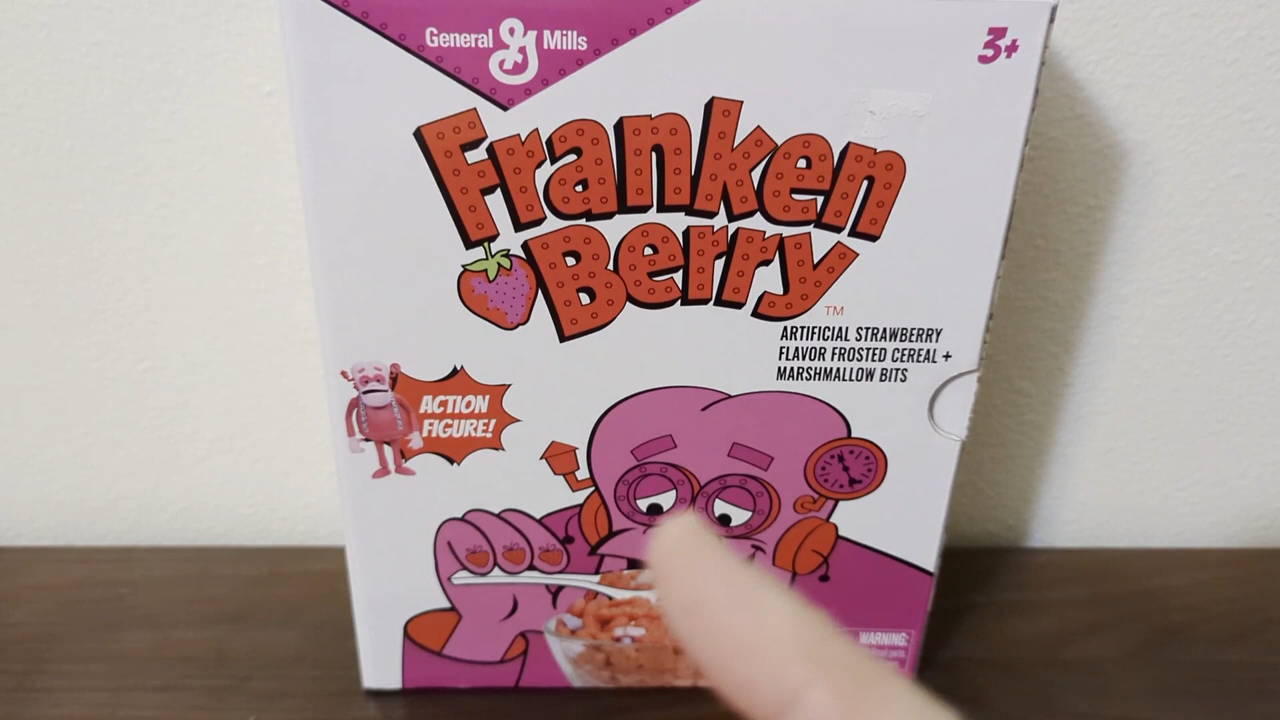 General Mills
3+
Franken
Berry
TM
ARTIFICIAL STRAWBERRY
FLAVOR FROSTED CEREAL +
MARSHMALLOW BITS
ACTION
FIGURE!
WARNING: